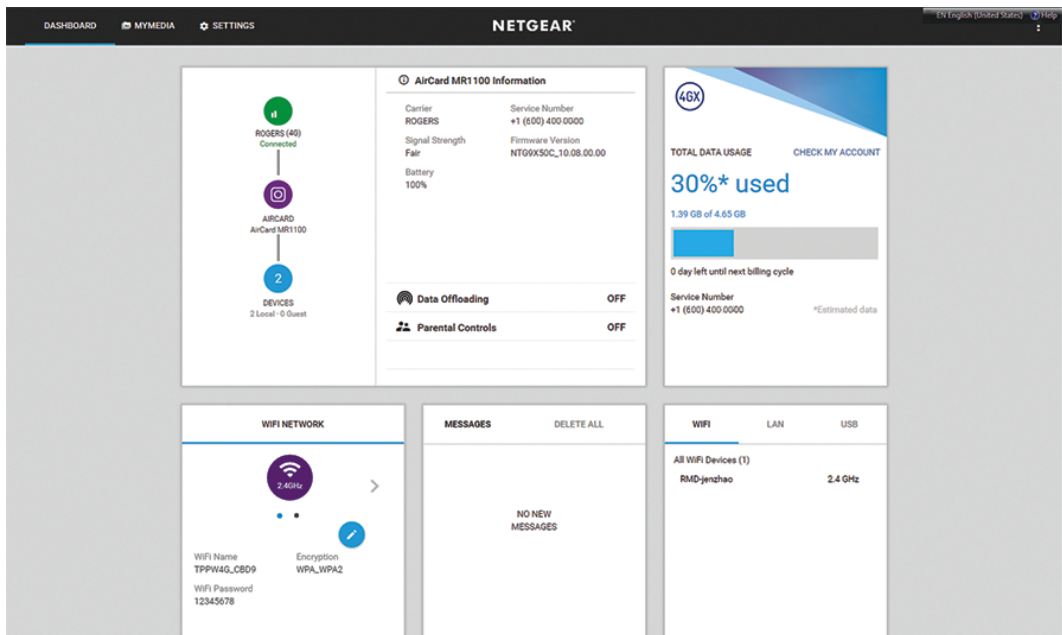 DASHBOARD MYMEDIA SETTINGS NETGEAR EN English (United States) Help
ROGERS (4G)
Connected
AIRCARD
AirCard MR1100
2
DEVICES
2 Local - 0 Guest
AirCard MR1100 Information
Carrier Service Number
ROGERS +1 (600) 400-0000
Signal Strength Firmware Version
Fair NTG9X50C_10.08.00.00
Battery
100%
Data Offloading OFF
Parental Controls OFF
4GX
TOTAL DATA USAGE CHECK MY ACCOUNT
30%* used
1.39 GB of 4.65 GB
0 day left until next billing cycle
Service Number
+1 (600) 400-0000 *Estimated data
WIFI NETWORK
2.4GHz
WiFi Name Encryption
TPPW4G_CBD9 WPA_WPA2
WiFi Password
12345678
MESSAGES DELETE ALL
NO NEW
MESSAGES
WIFI LAN USB
All WiFi Devices (1)
RMD-jenzhao 2.4 GHz